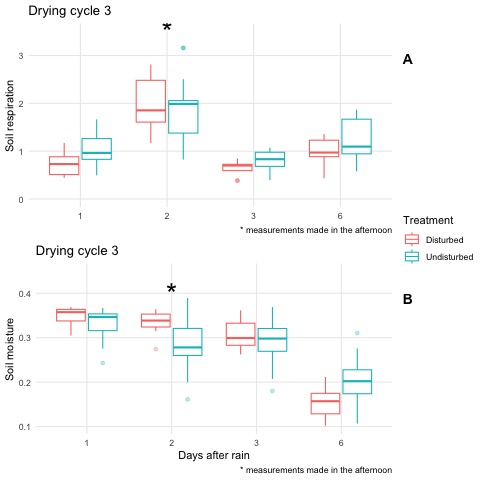 Drying cycle 3
*
A
3
2
1
0
Soil respiration
1 2 3 6
* measurements made in the afternoon
Treatment
Disturbed
Undisturbed
Drying cycle 3
*
B
0.4
0.3
0.2
0.1
Soil moisture
1 2 3 6
Days after rain
* measurements made in the afternoon